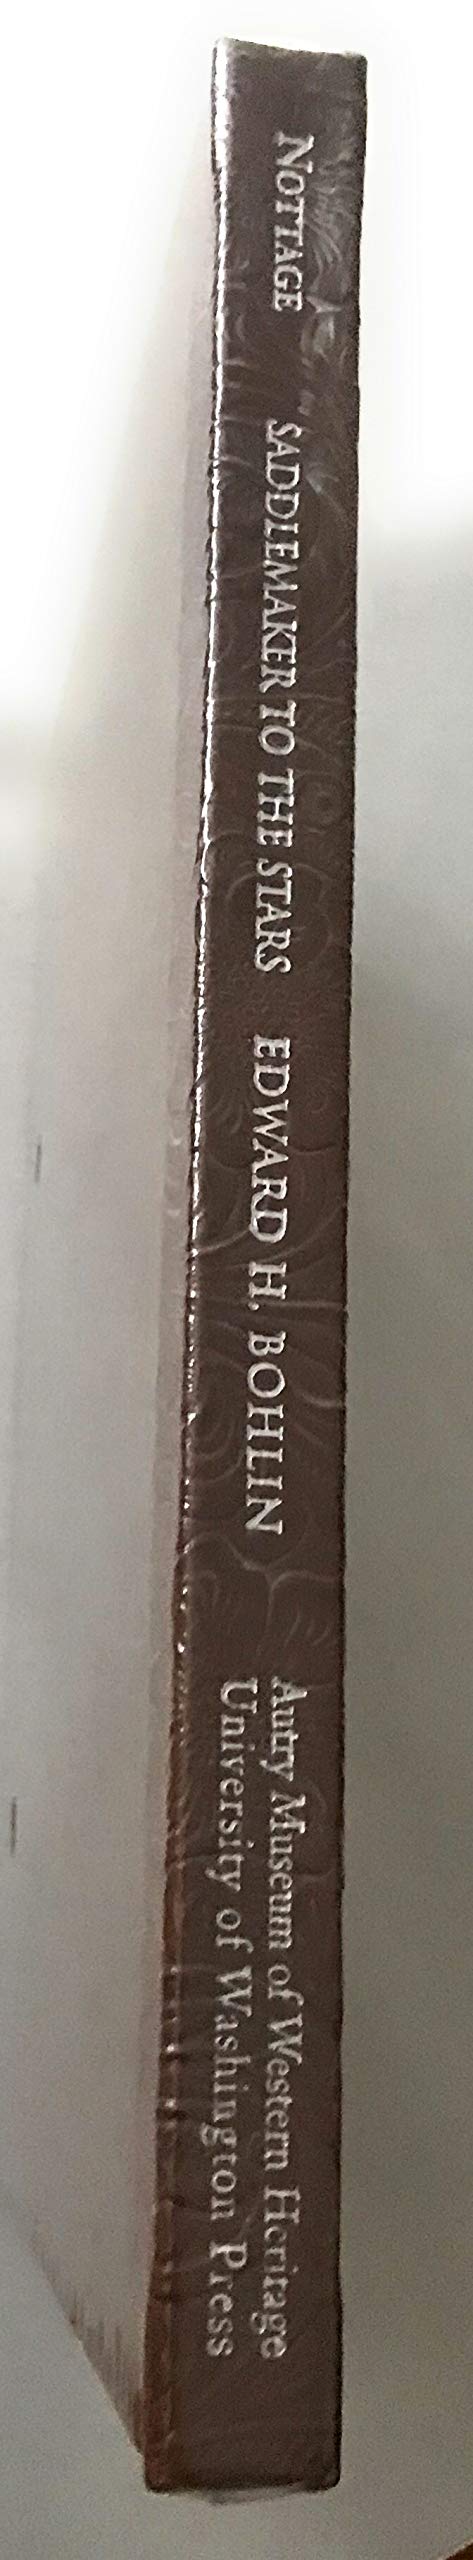 NOTTAGE
SADDLEMAKER TO THE STARS
EDWARD H. BOHLIN
Autry Museum of Western Heritage
University of Washington Press